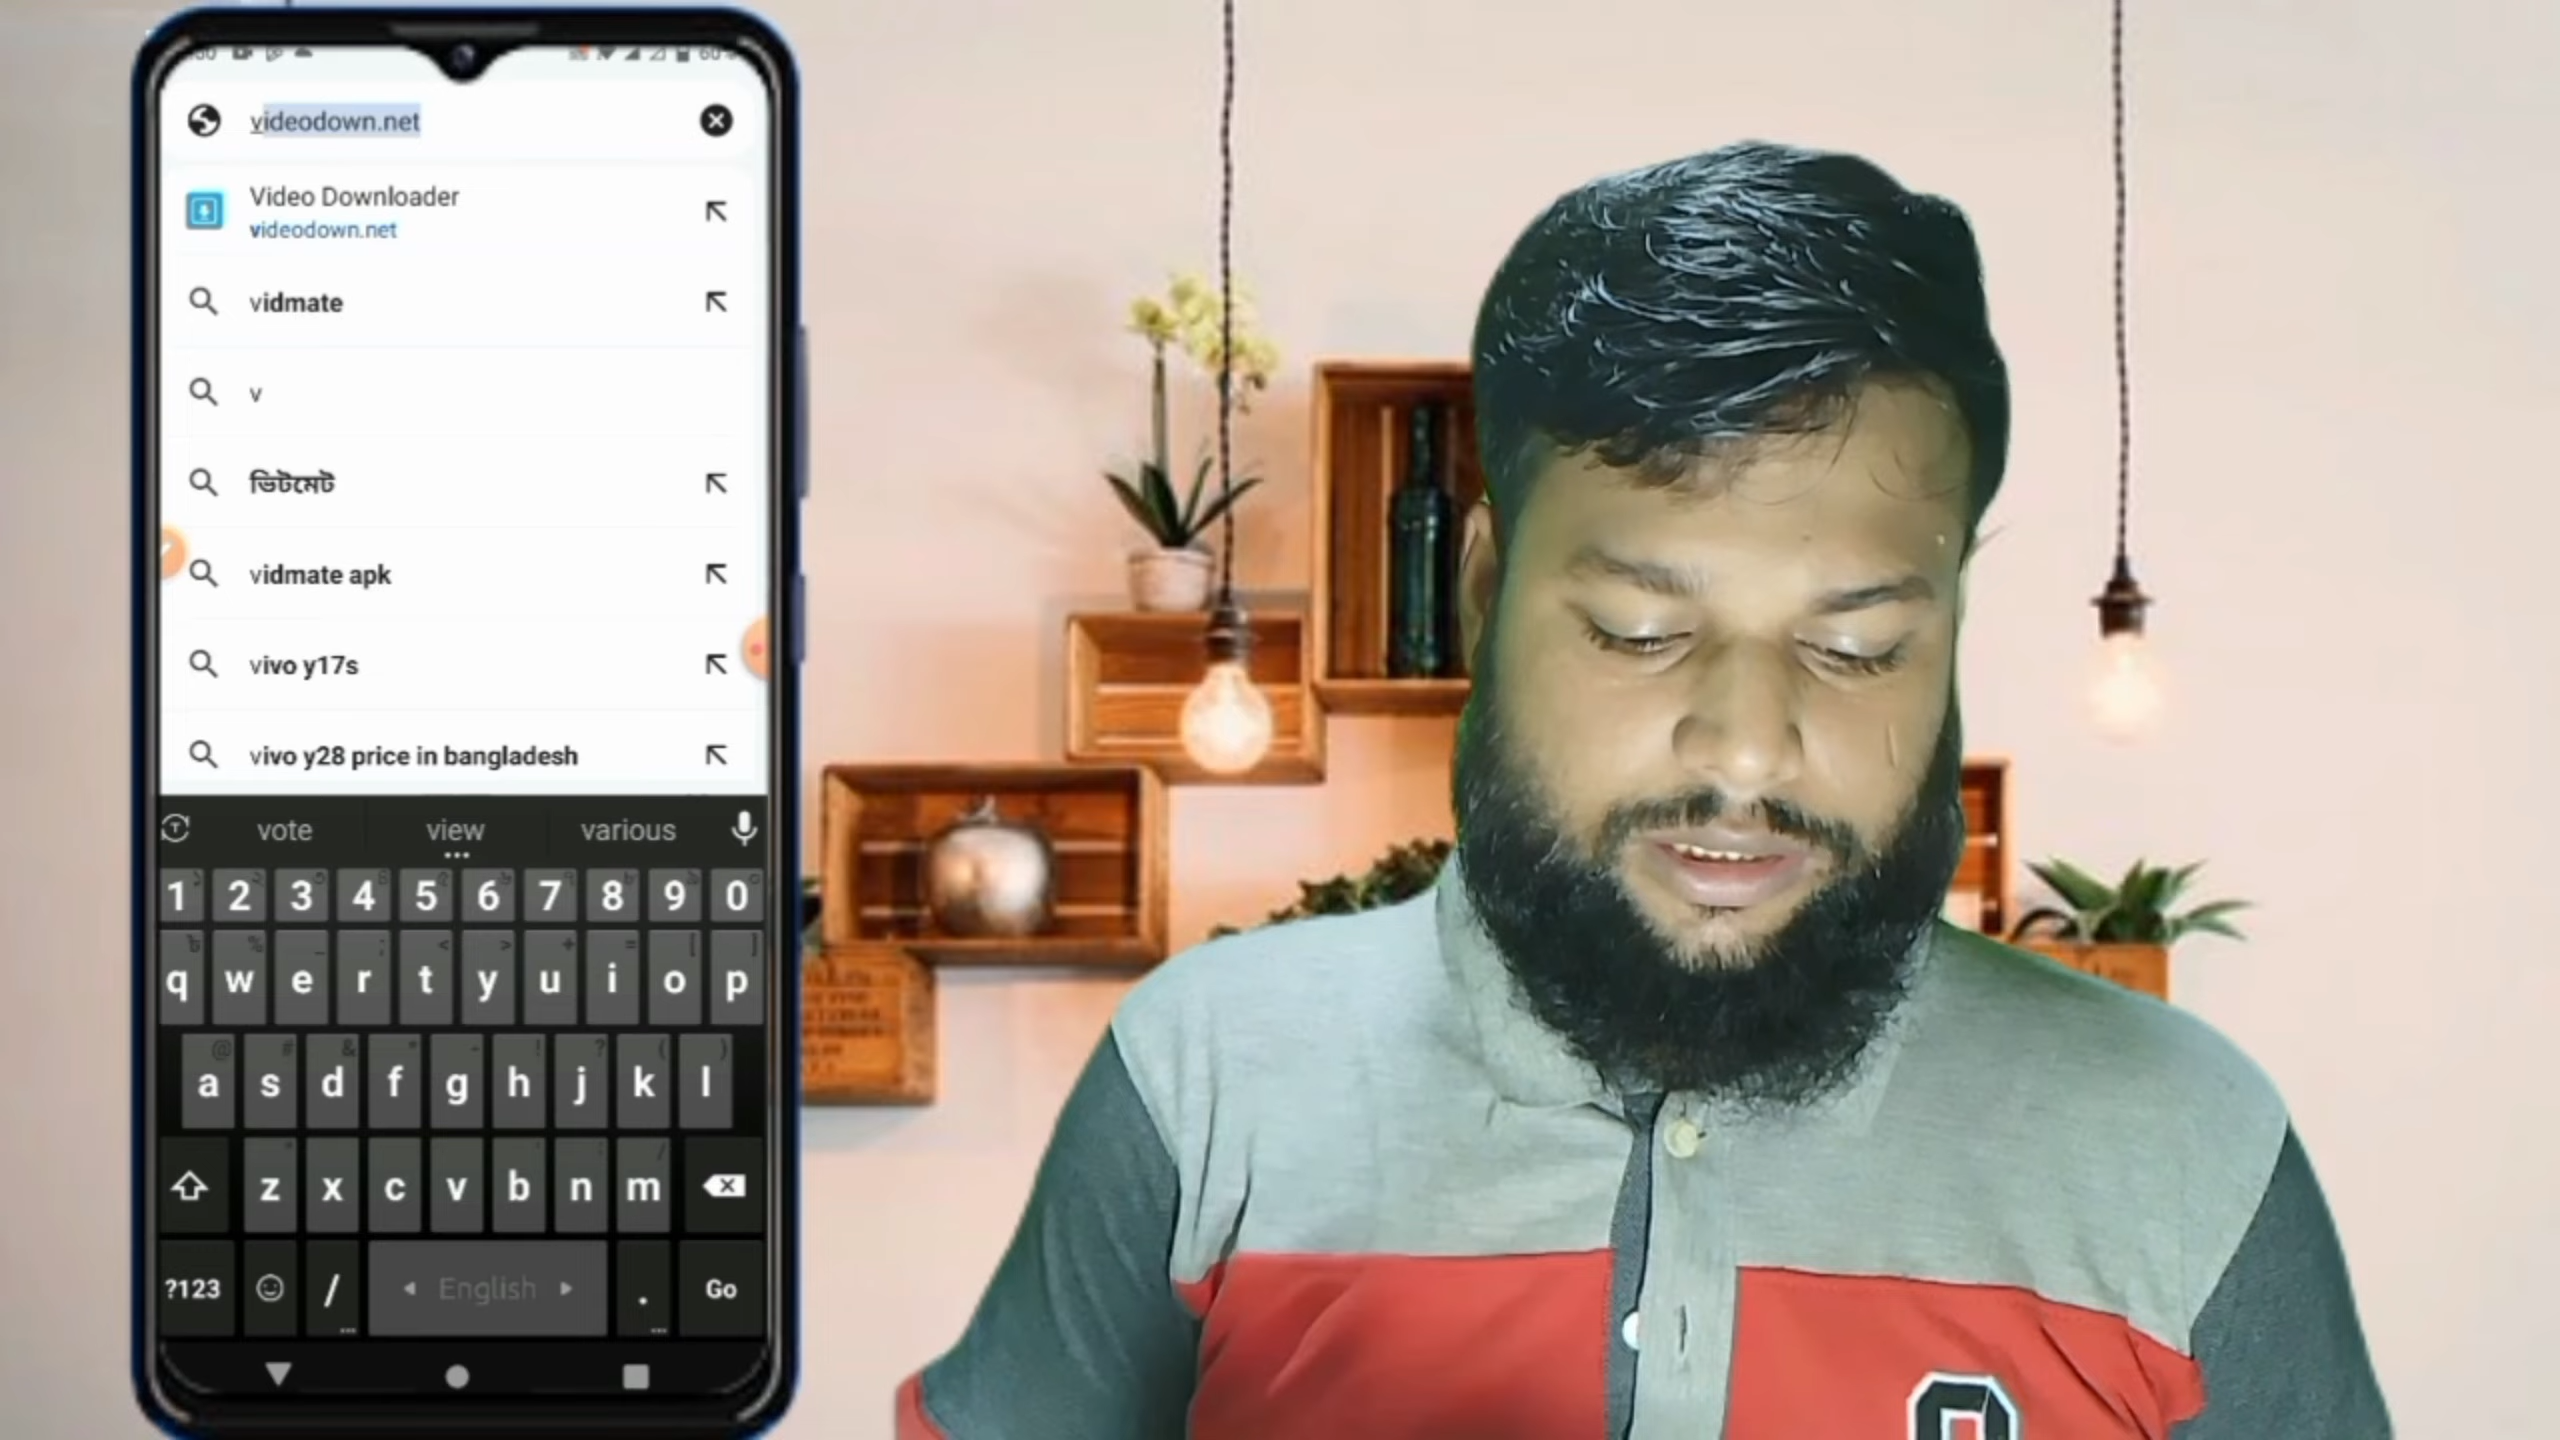 videodown.net
Video Downloader
videodown.net
vidmate
v
ভিটমেট
vidmate apk
vivo y17s
vivo y28 price in bangladesh
vote view various
1 2 3 4 5 6 7 8 9 0
q w e r t y u i o p
a s d f g h j k l
z x c v b n m
?123 / English . Go